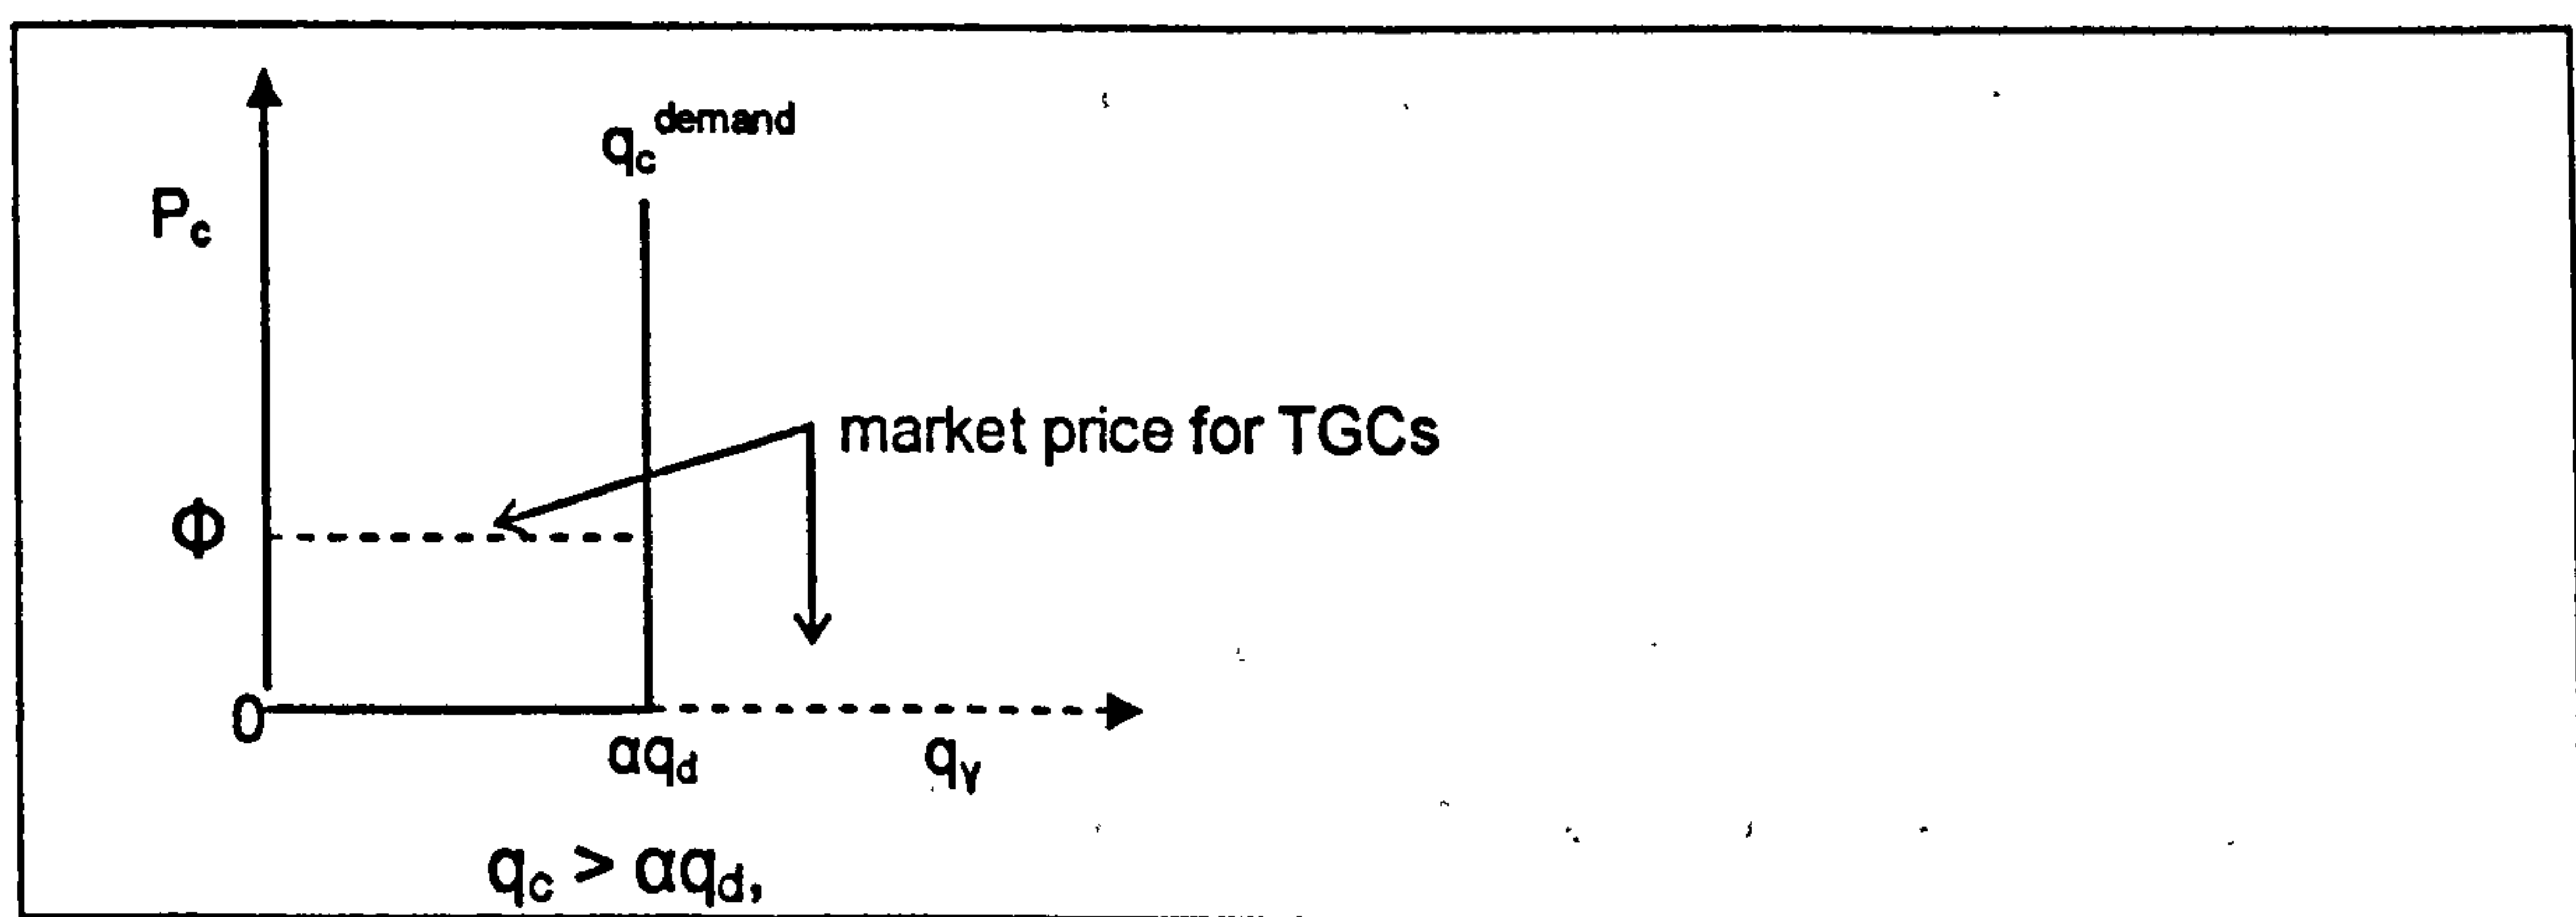 q_c^demand
P_c
market price for TGCs
Φ
0
αq_d
q_γ
q_c > αq_d,